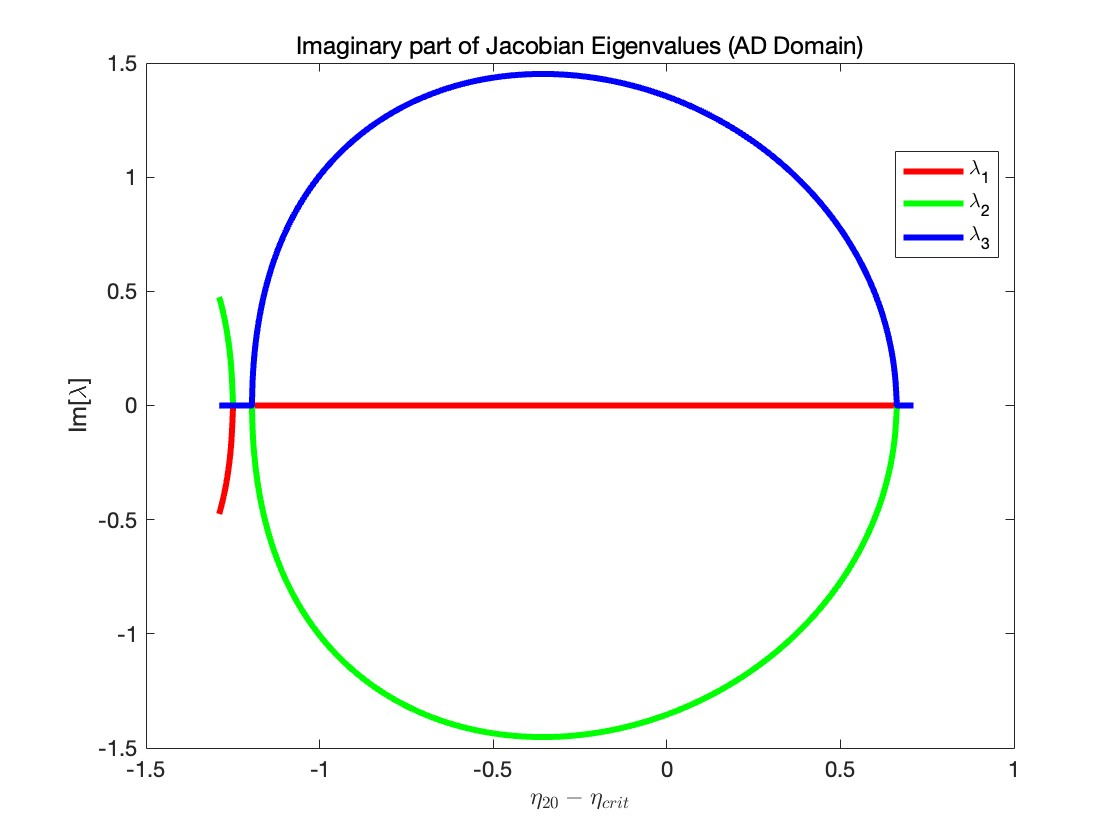 Imaginary part of Jacobian Eigenvalues (AD Domain)
1.5
1
0.5
0
-0.5
-1
-1.5
Im[λ]
λ₁
λ₂
λ₃
-1.5 -1 -0.5 0 0.5 1
η₂₀ − η_crit